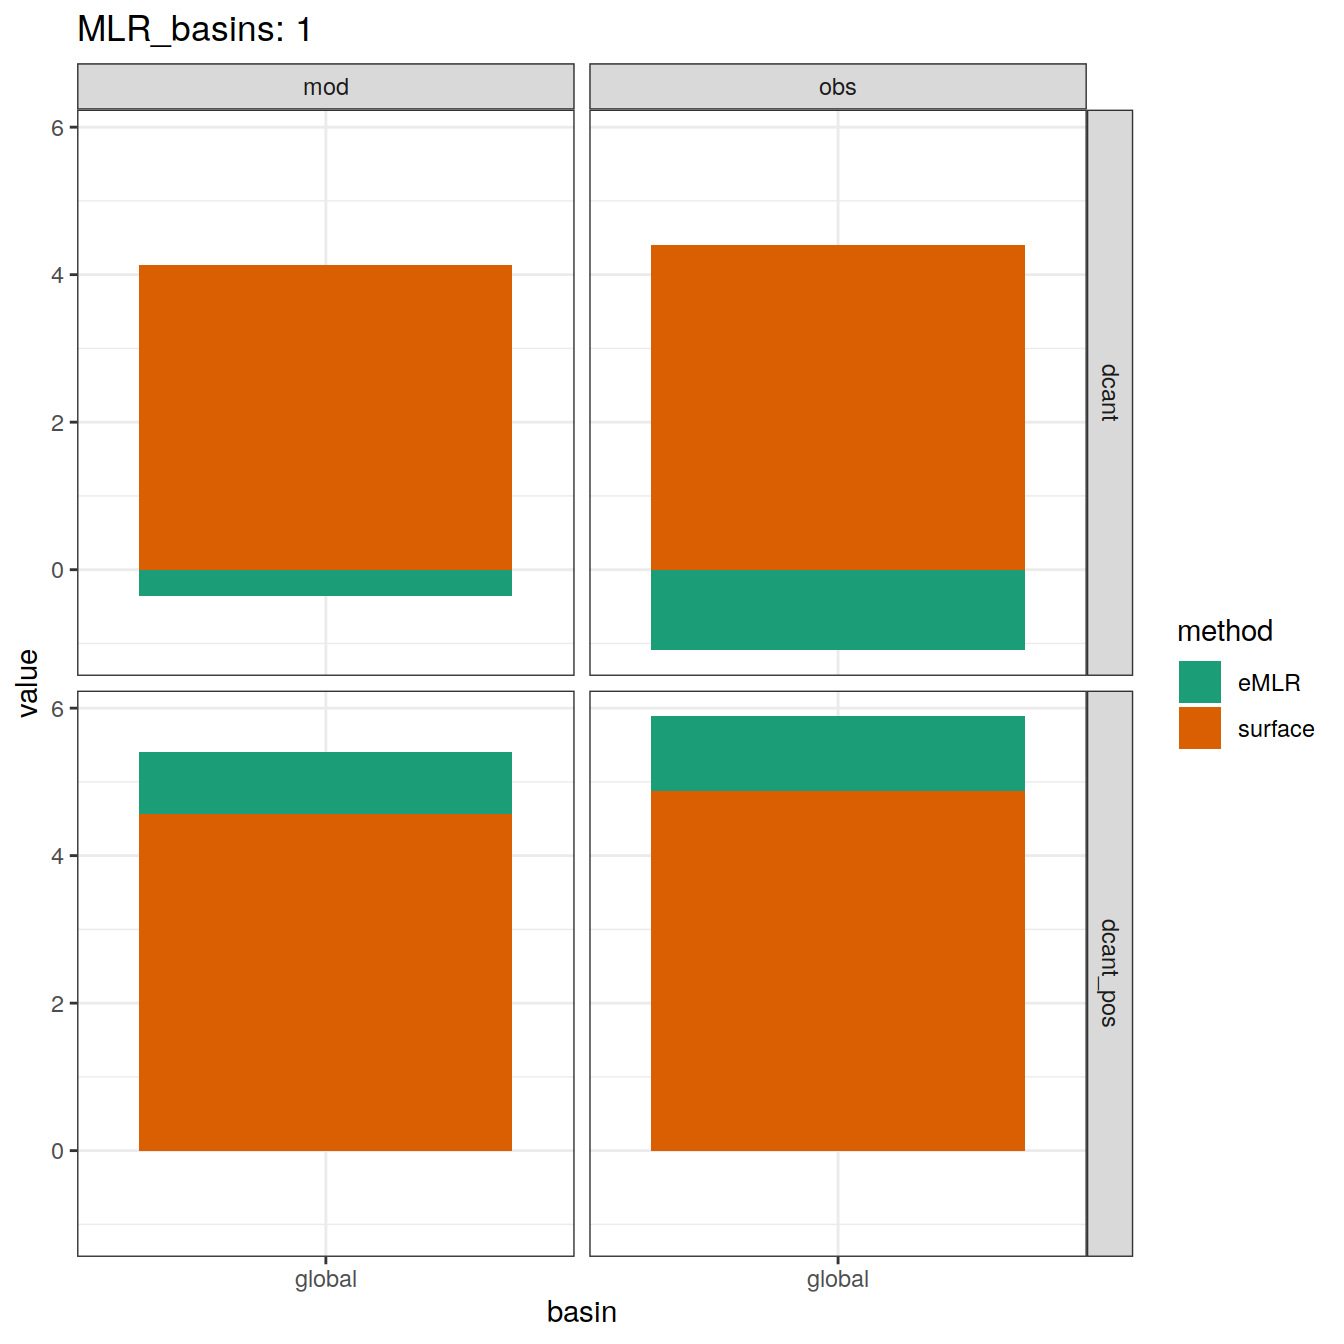 MLR_basins: 1
mod
obs
6
4
2
0
dcant
value
6
4
2
0
dcant_pos
global
global
basin
method
eMLR
surface